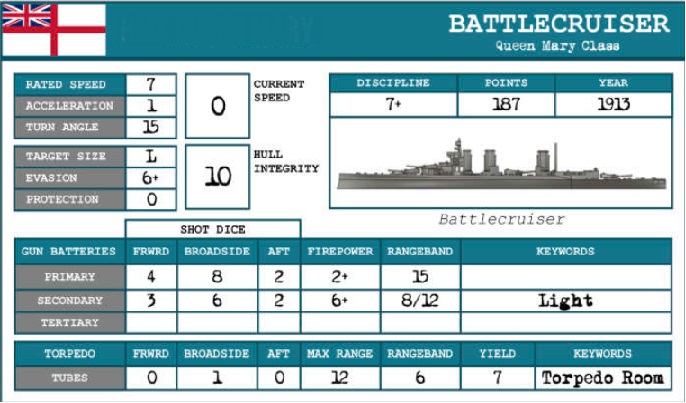 BATTLECRUISER
Queen Mary Class
RATED SPEED 7
ACCELERATION 1
TURN ANGLE 15
0 CURRENT SPEED
TARGET SIZE L
EVASION 6+
PROTECTION 0
10 HULL INTEGRITY
DISCIPLINE POINTS YEAR
7+ 187 1913
Battlecruiser
SHOT DICE
GUN BATTERIES FRWRD BROADSIDE AFT FIREPOWER RANGEBAND KEYWORDS
PRIMARY 4 8 2 2+ 15
SECONDARY 3 6 2 6+ 8/12 Light
TERTIARY
TORPEDO FRWRD BROADSIDE AFT MAX RANGE RANGEBAND YIELD KEYWORDS
TUBES 0 1 0 12 6 7 Torpedo Room